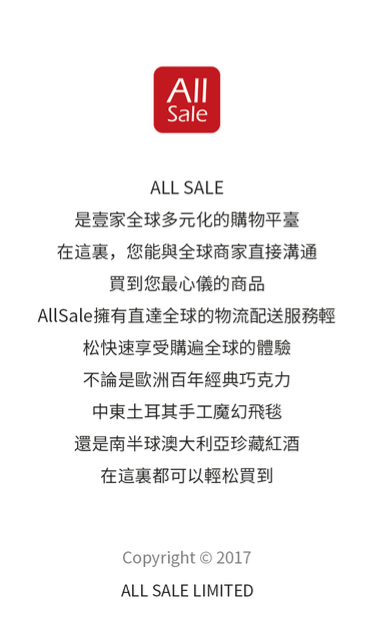 All
Sale
ALL SALE
是壹家全球多元化的購物平臺
在這裏，您能與全球商家直接溝通
買到您最心儀的商品
AllSale擁有直達全球的物流配送服務輕
松快速享受購遍全球的體驗
不論是歐洲百年經典巧克力
中東土耳其手工魔幻飛毯
還是南半球澳大利亞珍藏紅酒
在這裏都可以輕松買到
Copyright © 2017
ALL SALE LIMITED